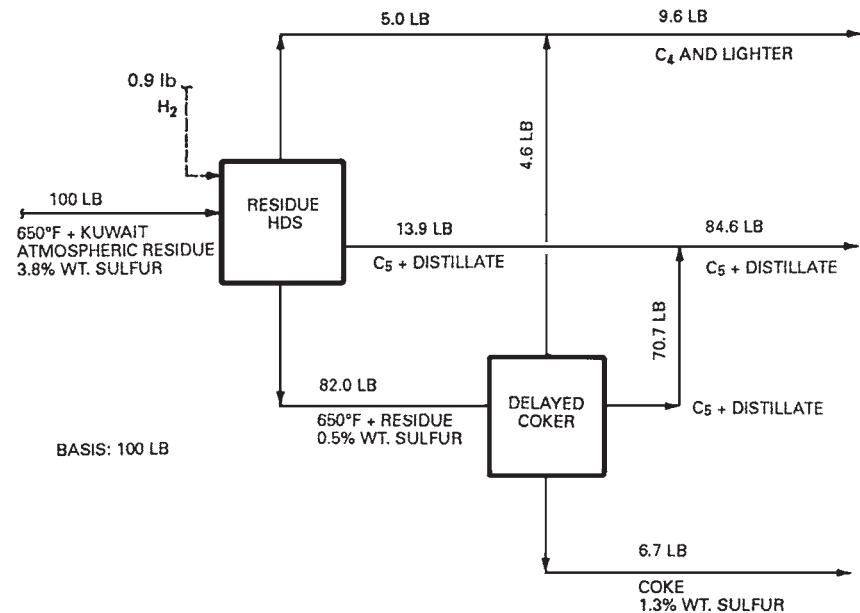 5.0 LB
9.6 LB
C4 AND LIGHTER
0.9 lb
H2
4.6 LB
100 LB
RESIDUE
HDS
650°F + KUWAIT
ATMOSPHERIC RESIDUE
3.8% WT. SULFUR
13.9 LB
84.6 LB
C5 + DISTILLATE
C5 + DISTILLATE
70.7 LB
82.0 LB
650°F + RESIDUE
0.5% WT. SULFUR
DELAYED
COKER
C5 + DISTILLATE
BASIS: 100 LB
6.7 LB
COKE
1.3% WT. SULFUR